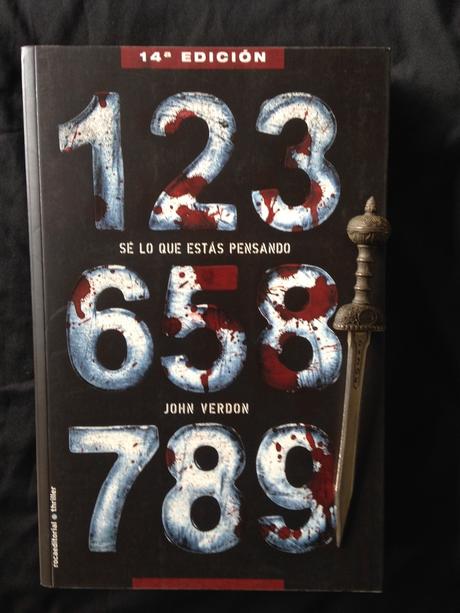 14ª EDICIÓN
123
SÉ LO QUE ESTÁS PENSANDO
658
JOHN VERDON
789
rocaeditorial thriller